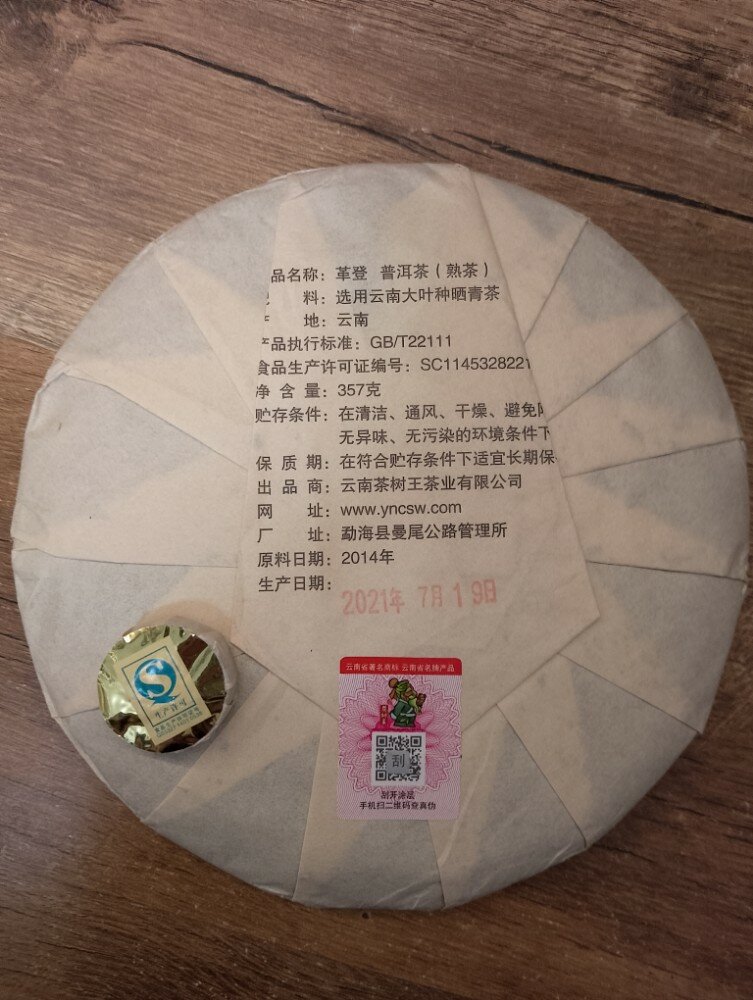 品名称：革登 普洱茶（熟茶）
料：选用云南大叶种晒青茶
地：云南
产品执行标准：GB/T22111
食品生产许可证编号：SC1145328221
净含量：357克
贮存条件：在清洁、通风、干燥、避免阳
无异味、无污染的环境条件下
保质期：在符合贮存条件下适宜长期保
出品商：云南茶树王茶业有限公司
网址：www.yncsw.com
厂址：勐海县曼尾公路管理所
原料日期：2014年
生产日期：
2021年 7月19日
云南省著名商标 云南省名牌产品
刮
刮开涂层
手机扫二维码查真伪
S
生产许可